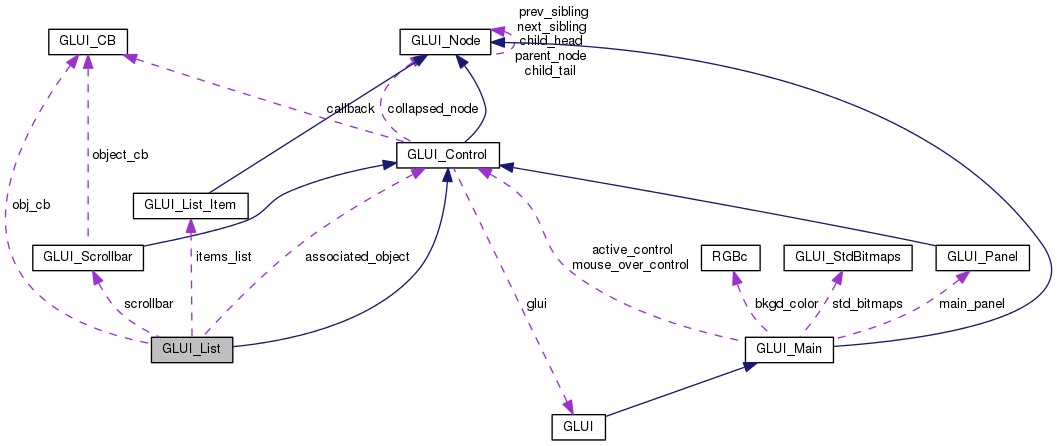 prev_sibling
next_sibling
child_head
parent_node
child_tail
GLUI_CB
GLUI_Node
callback
collapsed_node
object_cb
GLUI_Control
obj_cb
GLUI_List_Item
items_list
associated_object
active_control
mouse_over_control
GLUI_Scrollbar
RGBc
GLUI_StdBitmaps
GLUI_Panel
scrollbar
glui
bkgd_color
std_bitmaps
main_panel
GLUI_List
GLUI_Main
GLUI